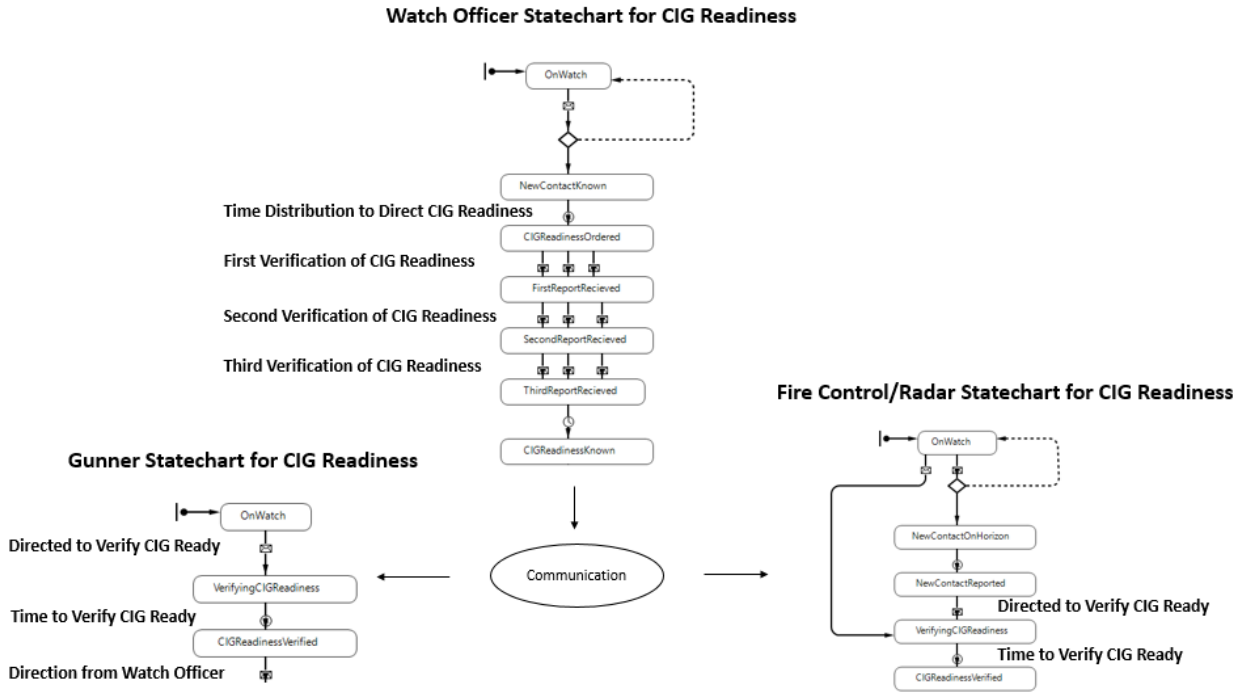 Watch Officer Statechart for CIG Readiness
OnWatch
NewContactKnown
Time Distribution to Direct CIG Readiness
CIGReadinessOrdered
First Verification of CIG Readiness
FirstReportRecieved
Second Verification of CIG Readiness
SecondReportRecieved
Third Verification of CIG Readiness
ThirdReportRecieved
CIGReadinessKnown
Communication
Gunner Statechart for CIG Readiness
OnWatch
Directed to Verify CIG Ready
VerifyingCIGReadiness
Time to Verify CIG Ready
CIGReadinessVerified
Direction from Watch Officer
Fire Control/Radar Statechart for CIG Readiness
OnWatch
NewContactOnHorizon
NewContactReported
Directed to Verify CIG Ready
VerifyingCIGReadiness
Time to Verify CIG Ready
CIGReadinessVerified